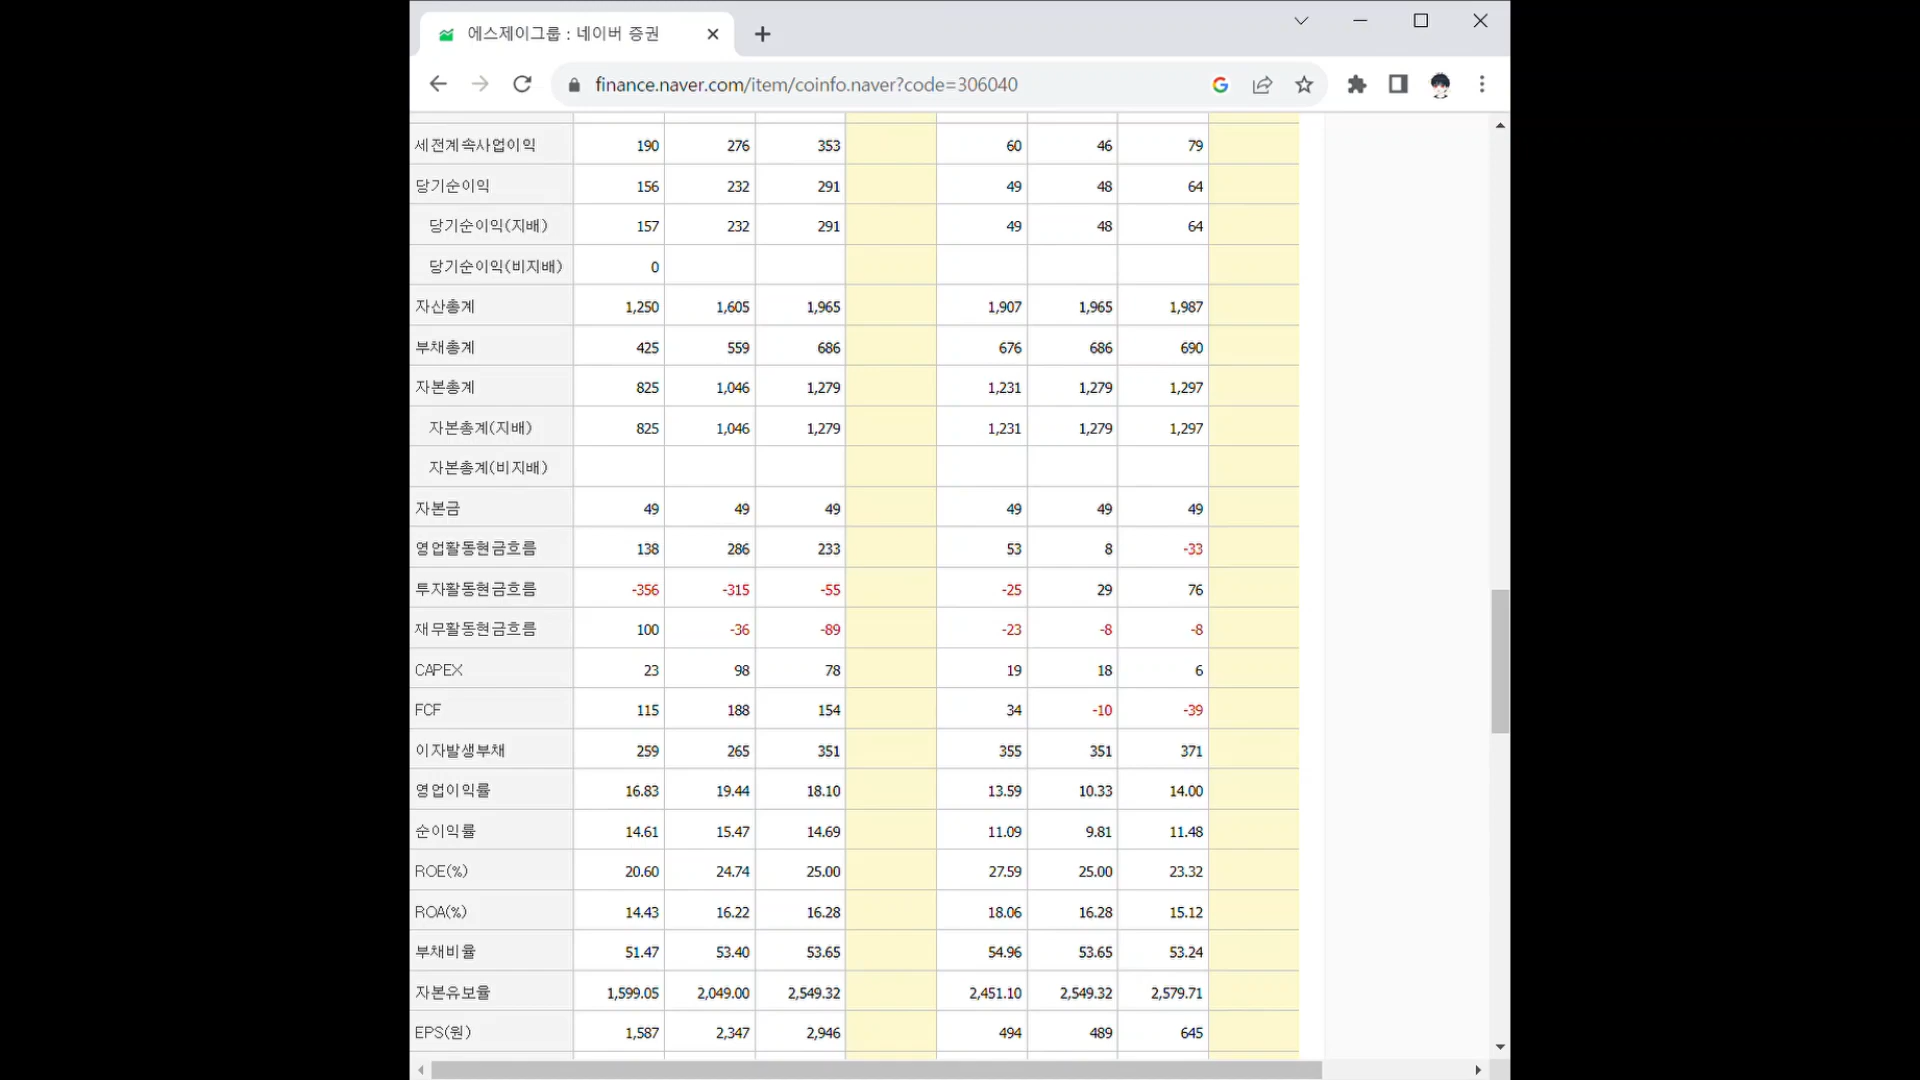 에스제이그룹 : 네이버 증권
finance.naver.com/item/coinfo.naver?code=306040
세전계속사업이익 190 276 353 60 46 79
당기순이익 156 232 291 49 48 64
당기순이익(지배) 157 232 291 49 48 64
당기순이익(비지배) 0
자산총계 1,250 1,605 1,965 1,907 1,965 1,987
부채총계 425 559 686 676 686 690
자본총계 825 1,046 1,279 1,231 1,279 1,297
자본총계(지배) 825 1,046 1,279 1,231 1,279 1,297
자본총계(비지배)
자본금 49 49 49 49 49 49
영업활동현금흐름 138 286 233 53 8 -33
투자활동현금흐름 -356 -315 -55 -25 29 76
재무활동현금흐름 100 -36 -89 -23 -8 -8
CAPEX 23 98 78 19 18 6
FCF 115 188 154 34 -10 -39
이자발생부채 259 265 351 355 351 371
영업이익률 16.83 19.44 18.10 13.59 10.33 14.00
순이익률 14.61 15.47 14.69 11.09 9.81 11.48
ROE(%) 20.60 24.74 25.00 27.59 25.00 23.32
ROA(%) 14.43 16.22 16.28 18.06 16.28 15.12
부채비율 51.47 53.40 53.65 54.96 53.65 53.24
자본유보율 1,599.05 2,049.00 2,549.32 2,451.10 2,549.32 2,579.71
EPS(원) 1,587 2,347 2,946 494 489 645